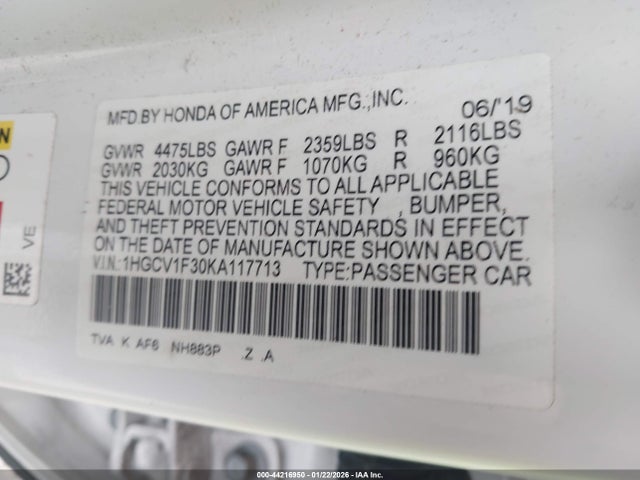 MFD.BY HONDA OF AMERICA MFG.,INC. 06/'19
GVWR 4475LBS GAWR F 2359LBS R 2116LBS
GVWR 2030KG GAWR F 1070KG R 960KG
THIS VEHICLE CONFORMS TO ALL APPLICABLE
FEDERAL MOTOR VEHICLE SAFETY , BUMPER,
AND THEFT PREVENTION STANDARDS IN EFFECT
ON THE DATE OF MANUFACTURE SHOWN ABOVE.
V.I.N.:1HGCV1F30KA117713 TYPE:PASSENGER CAR
TVA K AF6 NH883P .Z .A
VE
000-44216950 - 01/22/2026 - IAA Inc.